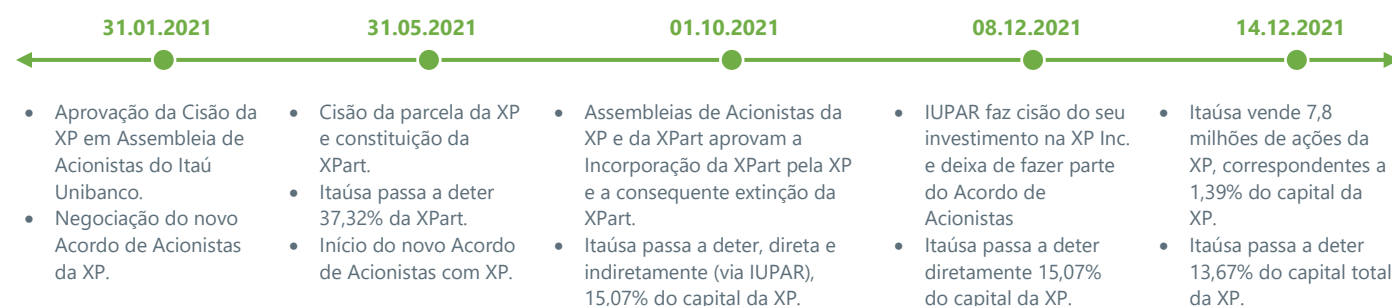 31.01.2021
Aprovação da Cisão da
XP em Assembleia de
Acionistas do Itaú
Unibanco.
Negociação do novo
Acordo de Acionistas
da XP.
31.05.2021
Cisão da parcela da XP
e constituição da
XPart.
Itaúsa passa a deter
37,32% da XPart.
Início do novo Acordo
de Acionistas com XP.
01.10.2021
Assembleias de Acionistas da
XP e da XPart aprovam a
Incorporação da XPart pela XP
e a consequente extinção da
XPart.
Itaúsa passa a deter, direta e
indiretamente (via IUPAR),
15,07% do capital da XP.
08.12.2021
IUPAR faz cisão do seu
investimento na XP Inc.
e deixa de fazer parte
do Acordo de
Acionistas
Itaúsa passa a deter
diretamente 15,07%
do capital da XP.
14.12.2021
Itaúsa vende 7,8
milhões de ações da
XP, correspondentes a
1,39% do capital da
XP.
Itaúsa passa a deter
13,67% do capital total
da XP.